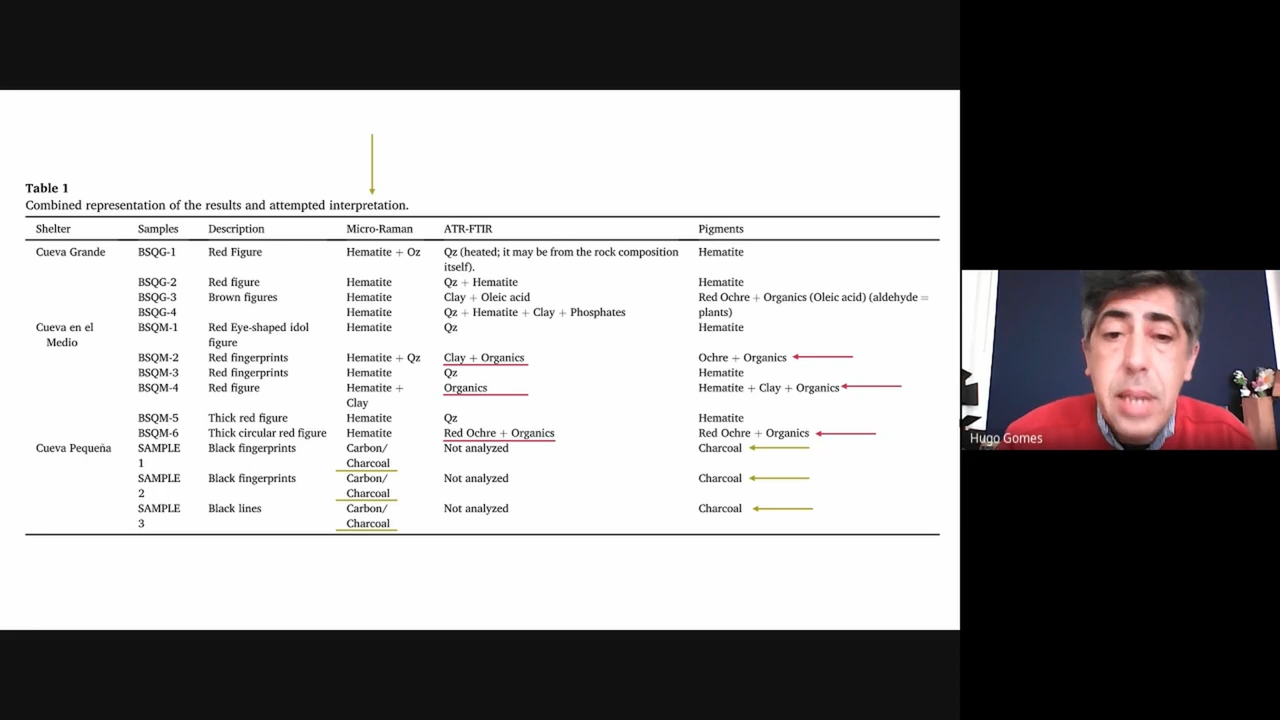 Table 1
Combined representation of the results and attempted interpretation.
Shelter Samples Description Micro-Raman ATR-FTIR Pigments
Cueva Grande BSQG-1 Red Figure Hematite + Oz Qz (heated; it may be from the rock composition Hematite
itself).
BSQG-2 Red figure Hematite Qz + Hematite Hematite
BSQG-3 Brown figures Hematite Clay + Oleic acid Red Ochre + Organics (Oleic acid) (aldehyde =
BSQG-4 Hematite Qz + Hematite + Clay + Phosphates plants)
Cueva en el BSQM-1 Red Eye-shaped idol Hematite Qz Hematite
Medio figure
BSQM-2 Red fingerprints Hematite + Qz Clay + Organics Ochre + Organics
BSQM-3 Red fingerprints Hematite Qz Hematite
BSQM-4 Red figure Hematite + Organics Hematite + Clay + Organics
Clay
BSQM-5 Thick red figure Hematite Qz Hematite
BSQM-6 Thick circular red figure Hematite Red Ochre + Organics Red Ochre + Organics
Cueva Pequeña SAMPLE Black fingerprints Carbon/ Not analyzed Charcoal
1 Charcoal
SAMPLE Black fingerprints Carbon/ Not analyzed Charcoal
2 Charcoal
SAMPLE Black lines Carbon/ Not analyzed Charcoal
3 Charcoal
Hugo Gomes